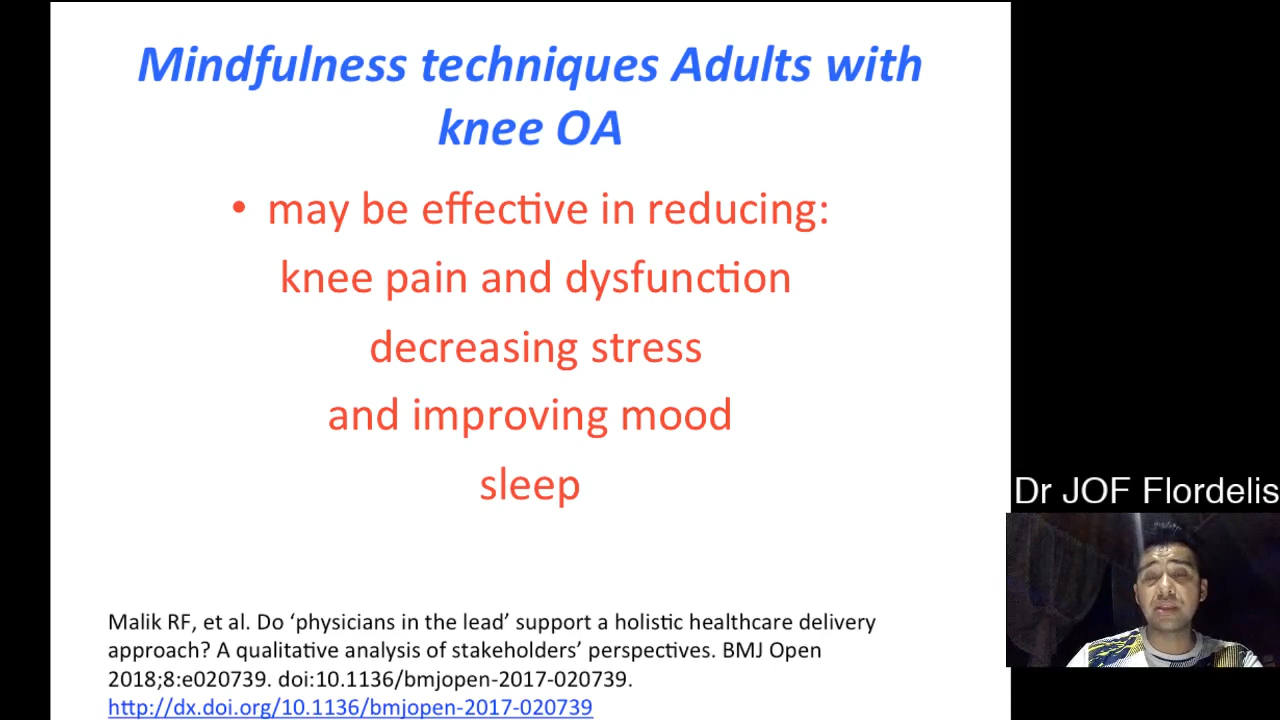 Mindfulness techniques Adults with
knee OA
• may be effective in reducing:
knee pain and dysfunction
decreasing stress
and improving mood
sleep
Dr JOF Flordelis
Malik RF, et al. Do ‘physicians in the lead’ support a holistic healthcare delivery
approach? A qualitative analysis of stakeholders’ perspectives. BMJ Open
2018;8:e020739. doi:10.1136/bmjopen-2017-020739.
http://dx.doi.org/10.1136/bmjopen-2017-020739